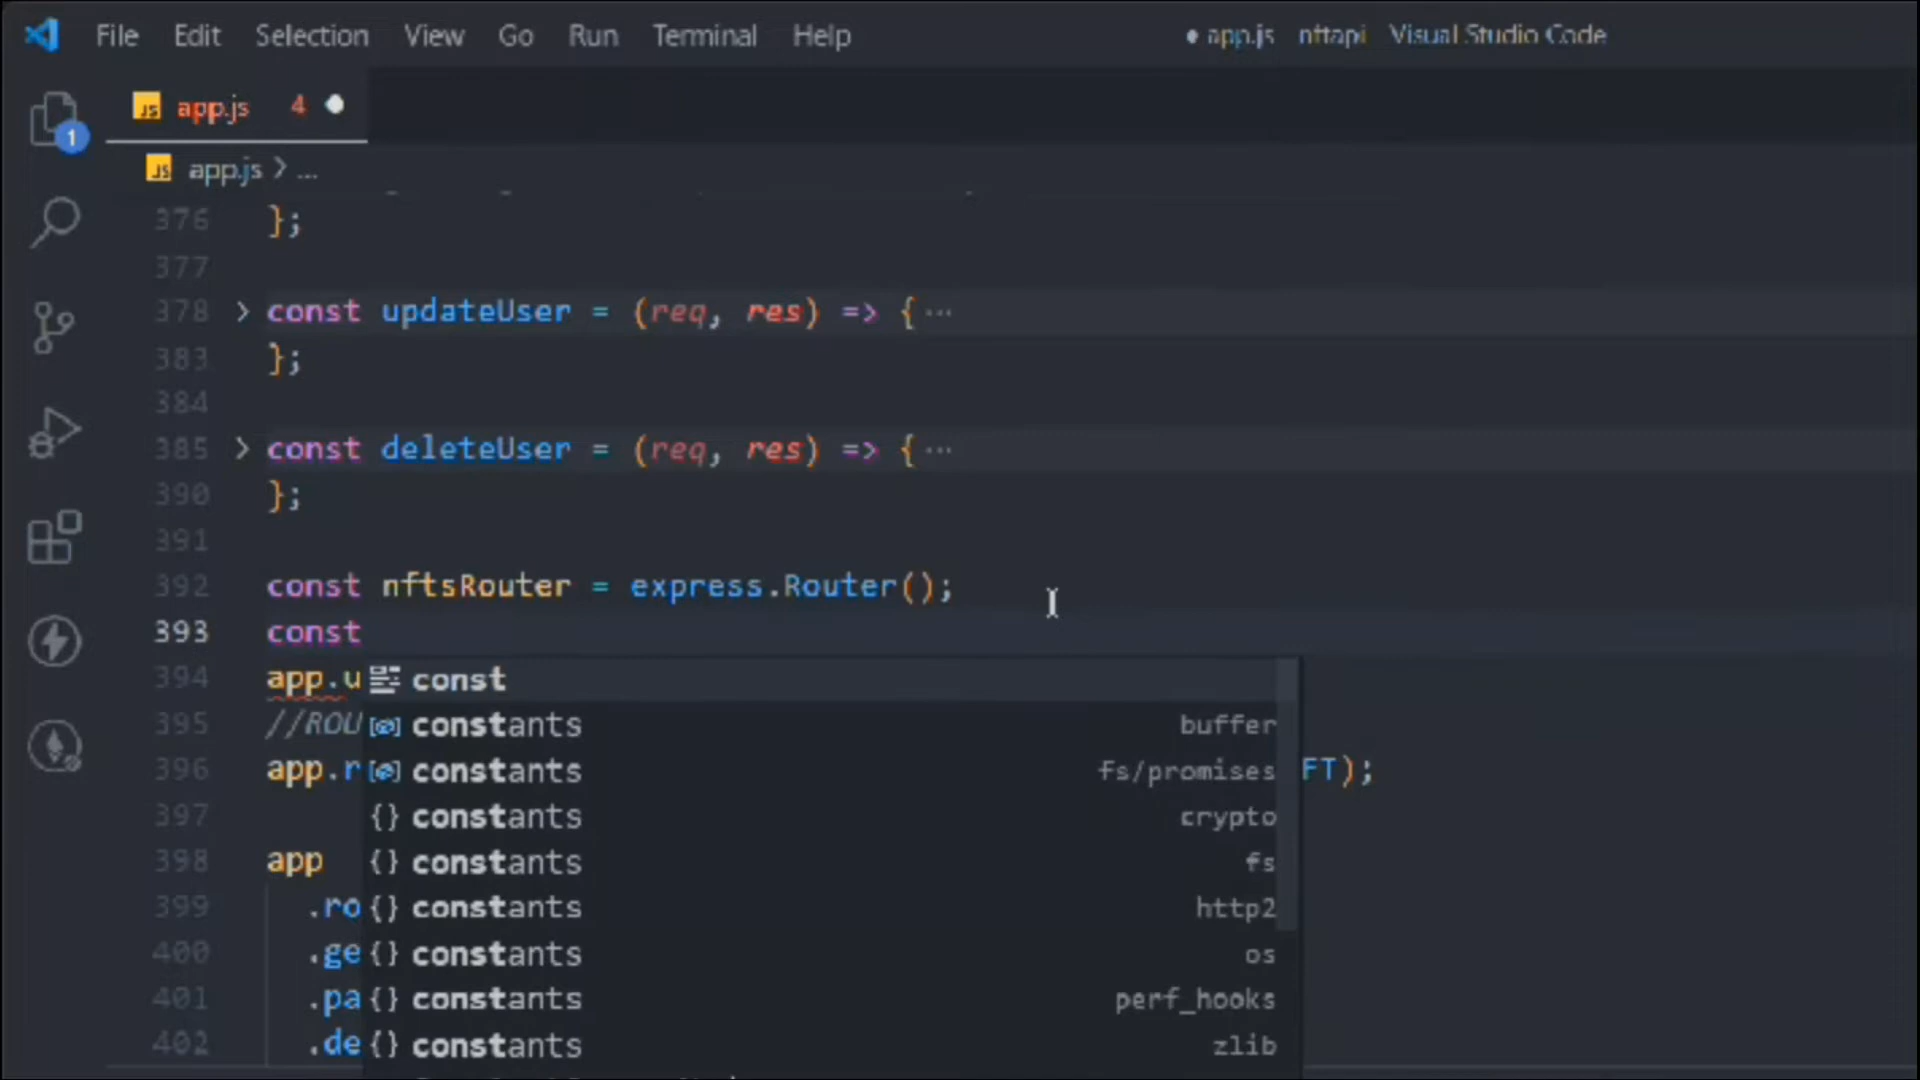 File Edit Selection View Go Run Terminal Help ● app.js nftapi Visual Studio Code
JS app.js 4 ●
1
JS app.js > ...
376 };
377
378 > const updateUser = (req, res) => { ...
383 };
384
385 > const deleteUser = (req, res) => { ...
390 };
391
392 const nftsRouter = express.Router();
393 const
394 app.u const
395 //ROU constants buffer
396 app.r constants fs/promises FT);
397 {} constants crypto
398 app {} constants fs
399 .ro {} constants http2
400 .ge {} constants os
401 .pa {} constants perf_hooks
402 .de {} constants zlib